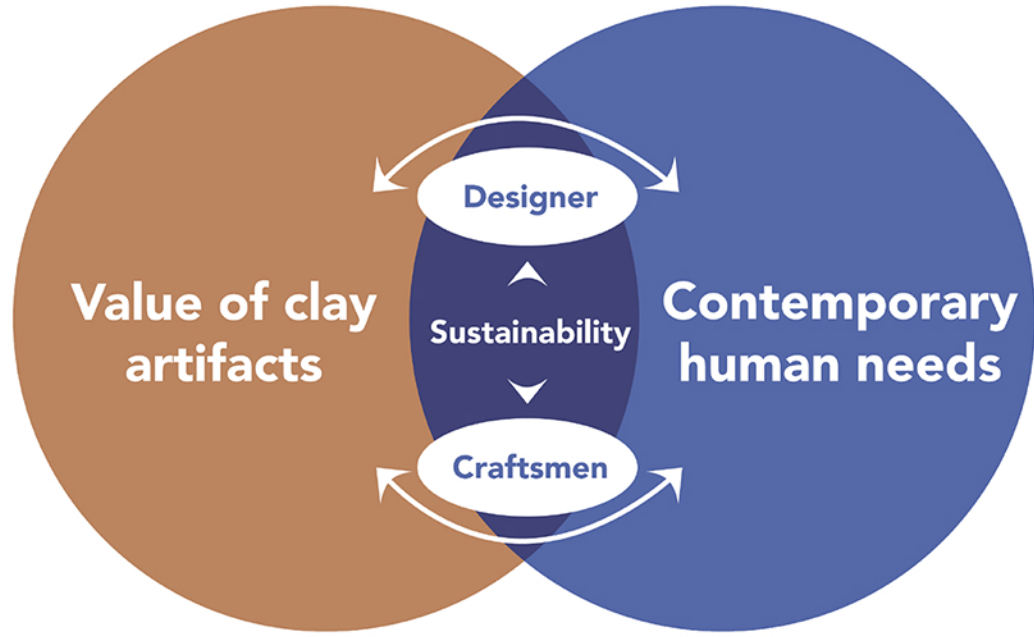 Designer
Value of clay
artifacts
Sustainability
Contemporary
human needs
Craftsmen